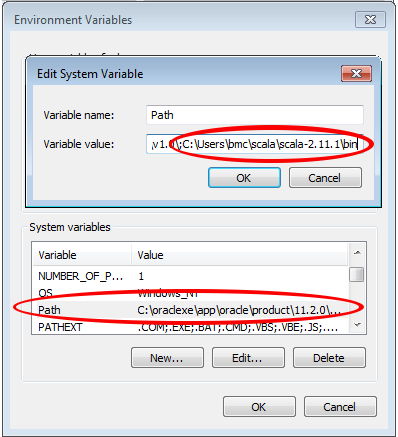 Environment Variables
Edit System Variable
Variable name:
Path
Variable value:
v1.0\;C:\Users\bmc\scala\scala-2.11.1\bin
OK
Cancel
System variables
Variable
Value
NUMBER_OF_P...
1
OS
Windows_NT
Path
C:\oraclexe\app\oracle\product\11.2.0\...
PATHEXT
.COM;.EXE;.BAT;.CMD;.VBS;.VBE;.JS;....
New...
Edit...
Delete
OK
Cancel